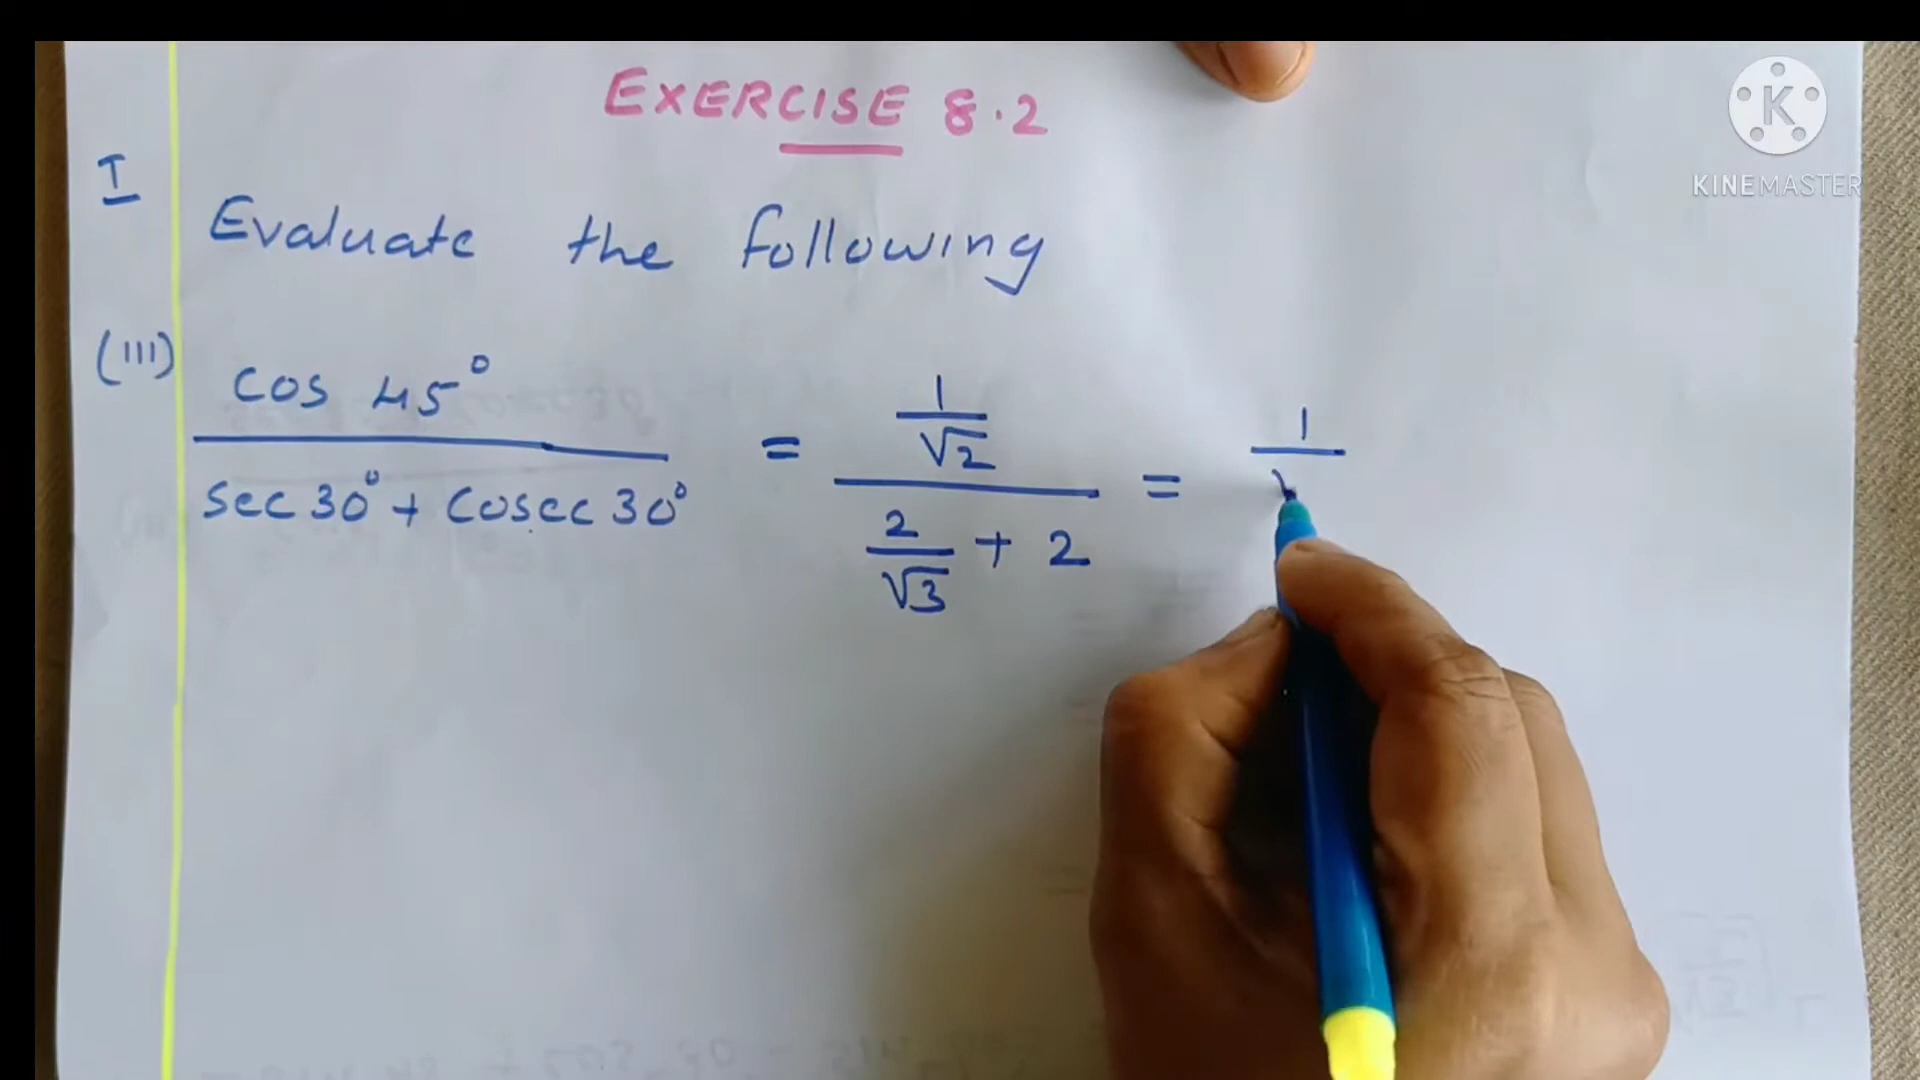 EXERCISE 8.2
KINEMASTER
I
Evaluate the following
(III) cos 45° / sec 30° + cosec 30° = 1/√2 / 2/√3 + 2 = 1